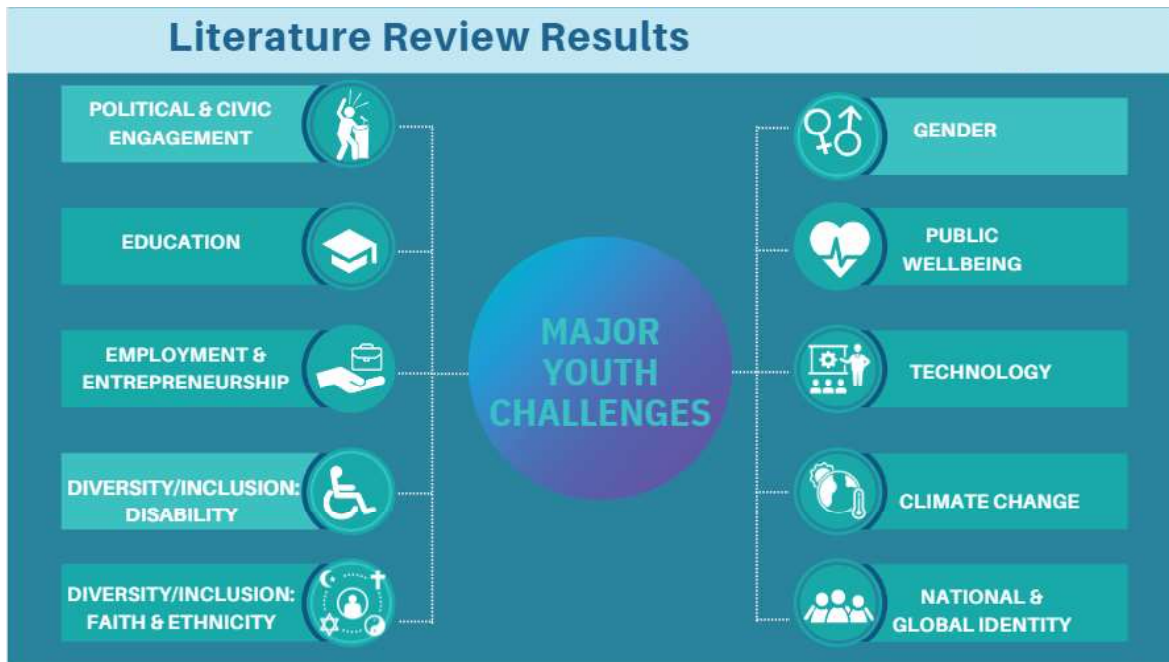 Literature Review Results
POLITICAL & CIVIC
ENGAGEMENT
EDUCATION
EMPLOYMENT &
ENTREPRENEURSHIP
DIVERSITY/INCLUSION:
DISABILITY
DIVERSITY/INCLUSION:
FAITH & ETHNICITY
MAJOR
YOUTH
CHALLENGES
GENDER
PUBLIC
WELLBEING
TECHNOLOGY
CLIMATE CHANGE
NATIONAL &
GLOBAL IDENTITY